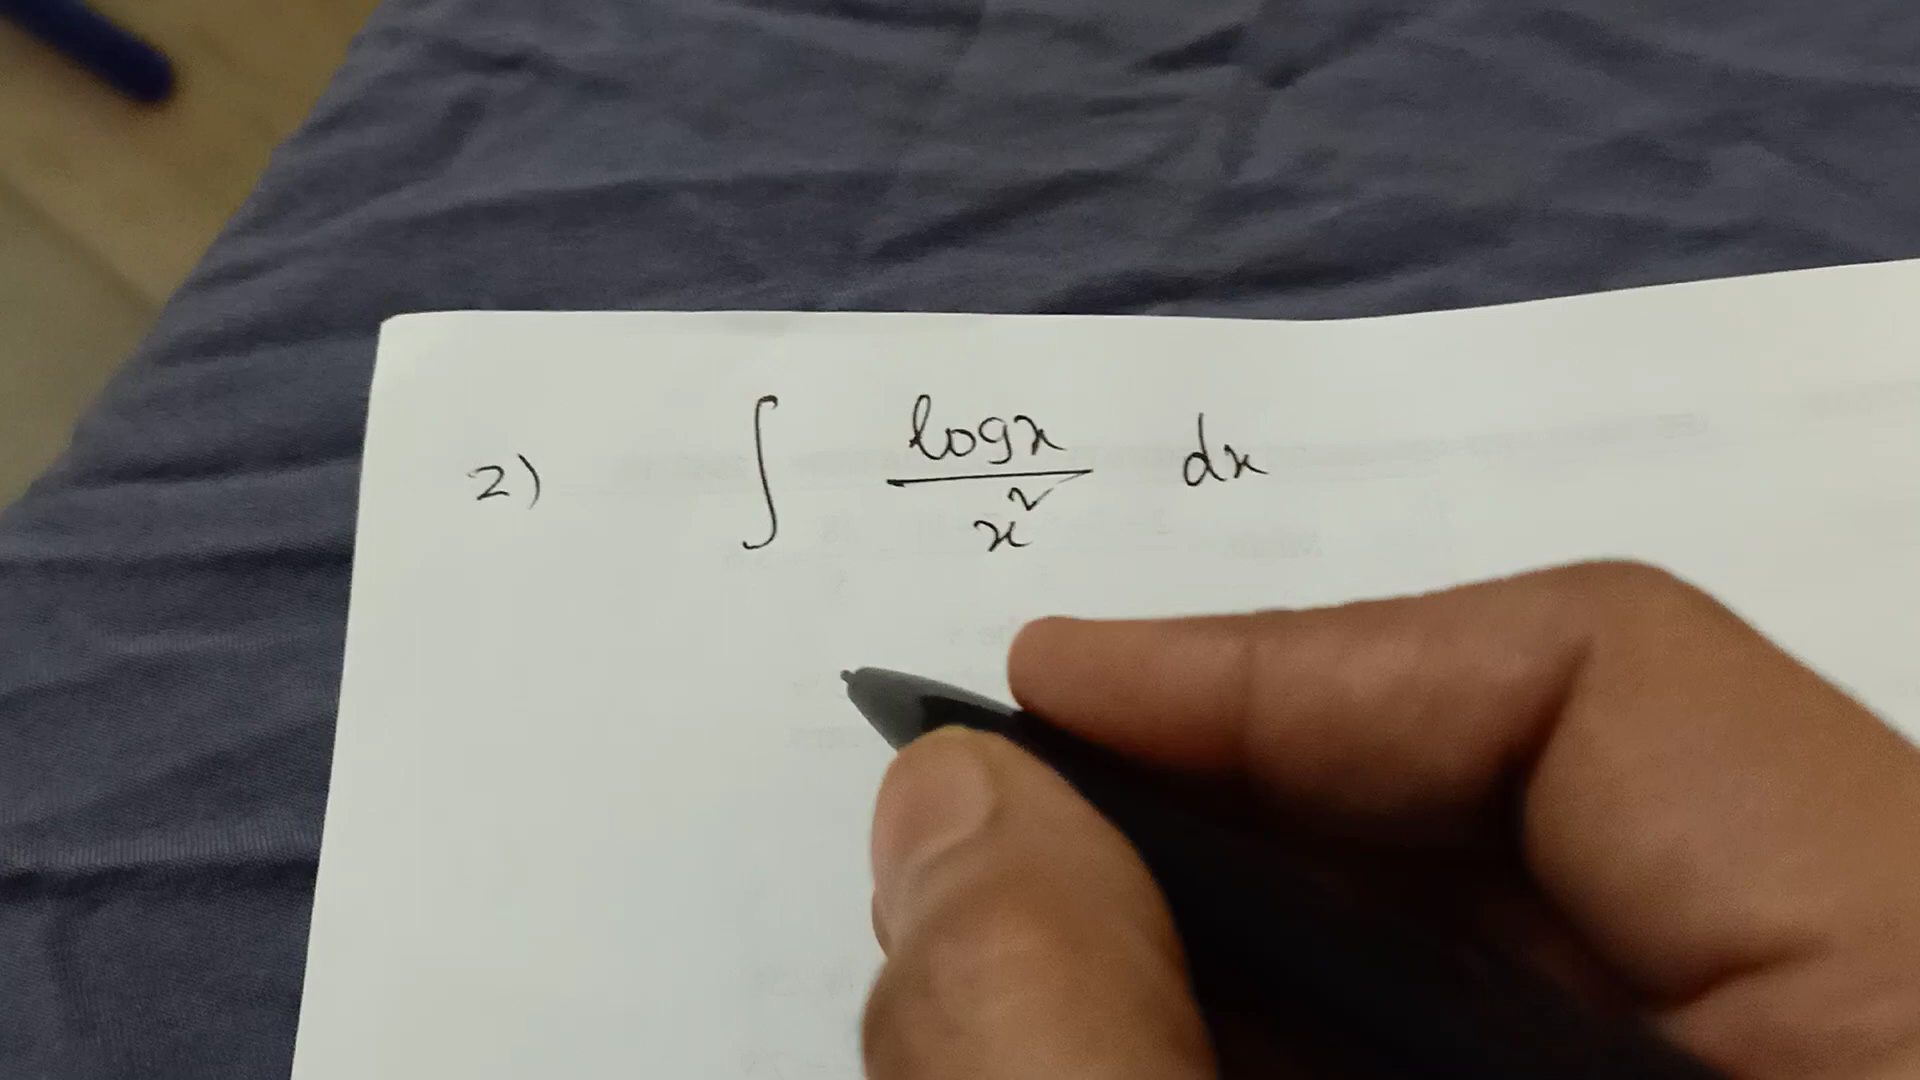 2) ∫ logx / x² dx